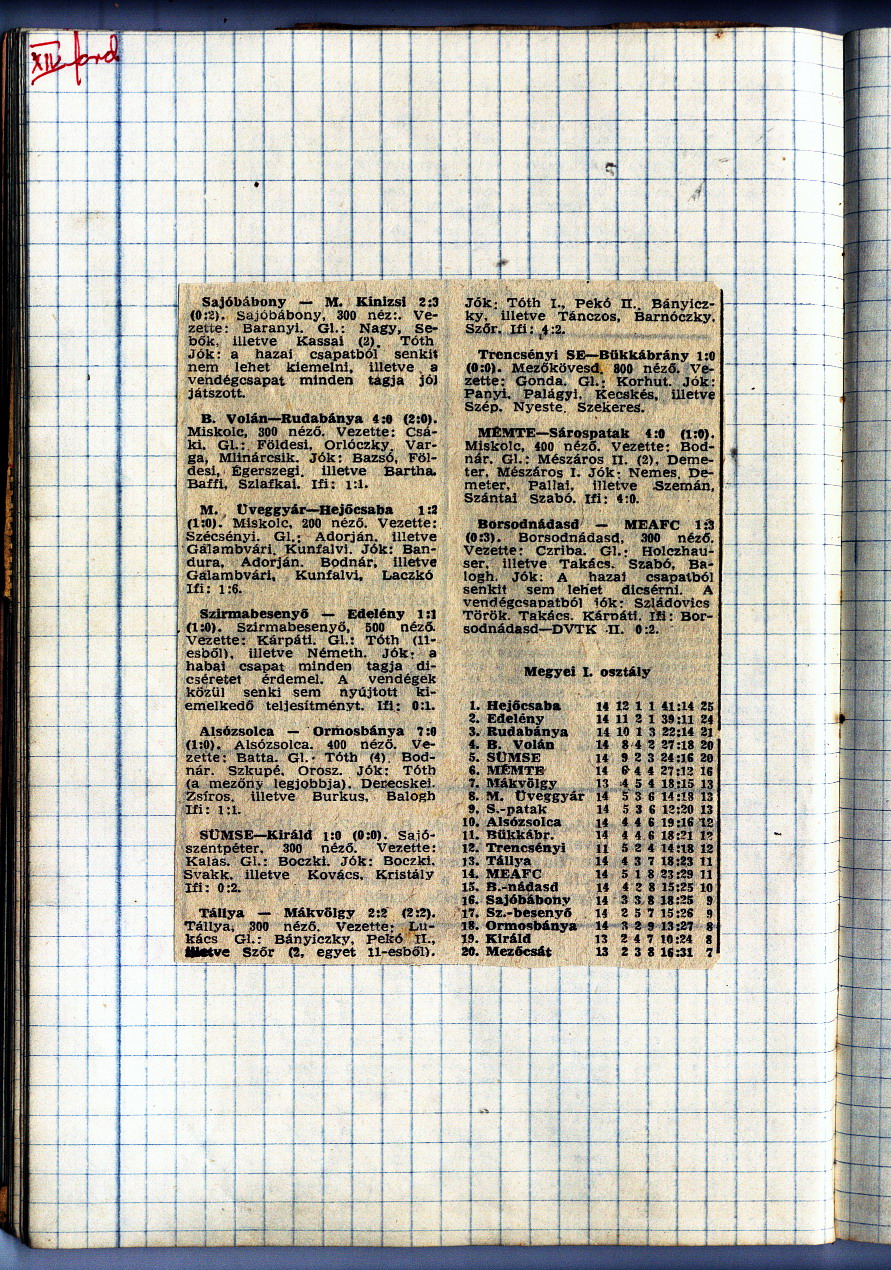 XIV ford
Sajóbábony — M. Kinizsi 2:3
(0:2). Sajóbábony, 300 néz:. Ve-
zette: Baranyi. Gl.: Nagy, Se-
bők, illetve Kassai (2), Tóth
Jók: a hazai csapatból senkit
nem lehet kiemelni, illetve a
vendégcsapat minden tagja jól
játszott.
B. Volán—Rudabánya 4:0 (2:0).
Miskolc, 300 néző. Vezette: Csá-
ki. Gl.: Földesi, Orlóczky, Var-
ga, Mlinárcsik. Jók: Bazsó, Föl-
desi, Égerszegi, illetve Bartha,
Baffi, Szlafkai. Ifi: 1:1.
M. Üveggyár—Hejőcsaba 1:2
(1:0). Miskolc, 200 néző. Vezette:
Szécsényi. Gl.: Adorján, illetve
Galambvári, Kunfalvi. Jók: Ban-
dura, Adorján, Bodnár, illetve
Galambvári, Kunfalvi, Laczkó
Ifi: 1:6.
Szirmabesenyő — Edelény 1:1
(1:0). Szirmabesenyő, 500 néző.
Vezette: Kárpáti. Gl.: Tóth (11-
esből), illetve Németh. Jók: a
habai csapat minden tagja di-
cséretet érdemel. A vendégek
közül senki sem nyújtott ki-
emelkedő teljesítményt. Ifi: 0:1.
Alsózsolca — Ormosbánya 7:0
(1:0). Alsózsolca, 400 néző. Ve-
zette: Batta. Gl.: Tóth (4), Bod-
nár, Szkupé, Orosz. Jók: Tóth
(a mezőny legjobbja), Derecskei,
Zsíros, illetve Burkus, Balogh
Ifi: 1:1.
SÜMSE—Királd 1:0 (0:0). Sajó-
szentpéter, 300 néző. Vezette:
Kalas. Gl.: Boczki. Jók: Boczki,
Svakk, illetve Kovács, Kristály
Ifi: 0:2.
Tállya — Mákvölgy 2:2 (2:2).
Tállya, 300 néző. Vezette: Lu-
kács Gl.: Bányiczky, Pekó II.,
illetve Szőr (2, egyet 11-esből).
Jók: Tóth I., Pekó II., Bányicz-
ky, illetve Tánczos, Barnóczky,
Szőr. Ifi: 4:2.
Trencsényi SE—Bükkábrány 1:0
(0:0). Mezőkövesd, 800 néző. Ve-
zette: Gonda. Gl.: Korhut. Jók:
Panyi, Palágyi, Kecskés, illetve
Szép, Nyeste, Szekeres.
MÉMTE—Sárospatak 4:0 (1:0).
Miskolc, 400 néző. Vezette: Bod-
nár. Gl.: Mészáros II. (2), Deme-
ter, Mészáros I. Jók: Nemes, De-
meter, Pallai, illetve Szemán,
Szántai Szabó. Ifi: 4:0.
Borsodnádasd — MEAFC 1:3
(0:3). Borsodnádasd, 300 néző.
Vezette: Czriba. Gl.: Holczhau-
ser, illetve Takács, Szabó, Ba-
logh. Jók: A hazai csapatból
senkit sem lehet dicsérni. A
vendégcsapatból jók: Szládovics
Török, Takács, Kárpáti. Ifi: Bor-
sodnádasd—DVTK II. 0:2.
Megyei I. osztály
1. Hejőcsaba 14 12 1 1 41:14 25
2. Edelény 14 11 2 1 39:11 24
3. Rudabánya 14 10 1 3 22:14 21
4. B. Volán 14 8 4 2 27:18 20
5. SÜMSE 14 9 2 3 24:16 20
6. MÉMTE 14 6 4 4 27:12 16
7. Mákvölgy 13 4 5 4 18:15 13
8. M. Üveggyár 14 5 3 6 14:18 13
9. S.-patak 14 5 3 6 12:20 13
10. Alsózsolca 14 4 4 6 19:16 12
11. Bükkábr. 14 4 4 6 18:21 12
12. Trencsényi 11 5 2 4 14:18 12
13. Tállya 14 4 3 7 18:23 11
14. MEAFC 14 5 1 8 23:29 11
15. B.-nádasd 14 4 2 8 15:25 10
16. Sajóbábony 14 3 3 8 18:25 9
17. Sz.-besenyő 14 2 5 7 15:26 9
18. Ormosbánya 14 3 2 9 13:27 8
19. Királd 13 2 4 7 10:24 8
20. Mezőcsát 13 2 3 8 16:31 7